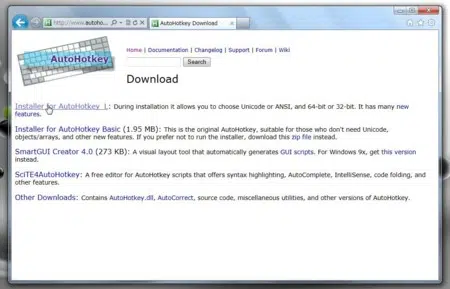 http://www.autoho...
AutoHotkey Download
AutoHotkey
Home | Documentation | Changelog | Support | Forum | Wiki
Search
Download
Installer for AutoHotkey_L: During installation it allows you to choose Unicode or ANSI, and 64-bit or 32-bit. It has many new
features.
Installer for AutoHotkey Basic (1.95 MB): This is the original AutoHotkey, suitable for those who don't need Unicode,
objects/arrays, and other new features. If you prefer not to run the installer, download this zip file instead.
SmartGUI Creator 4.0 (273 KB): A visual layout tool that automatically generates GUI scripts. For Windows 9x, get this version
instead.
SciTE4AutoHotkey: A free editor for AutoHotkey scripts that offers syntax highlighting, AutoComplete, IntelliSense, code folding, and
other features.
Other Downloads: Contains AutoHotkey.dll, AutoCorrect, source code, miscellaneous utilities, and other versions of AutoHotkey.